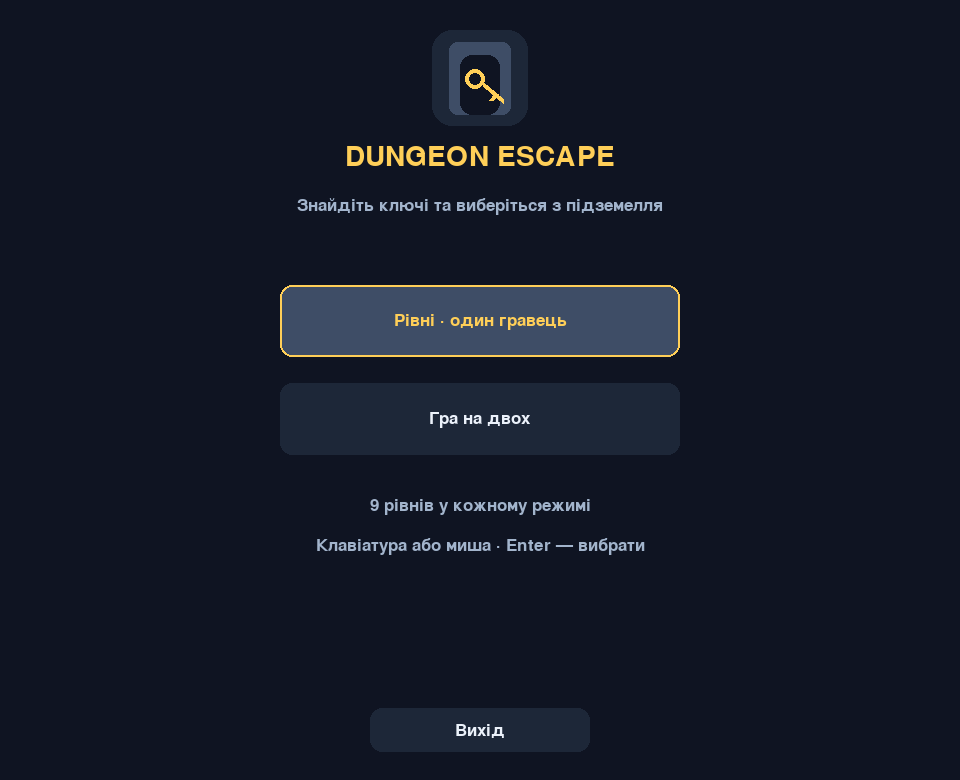 DUNGEON ESCAPE
Знайдіть ключі та виберіться з підземелля
Рівні · один гравець
Гра на двох
9 рівнів у кожному режимі
Клавіатура або миша · Enter — вибрати
Вихід